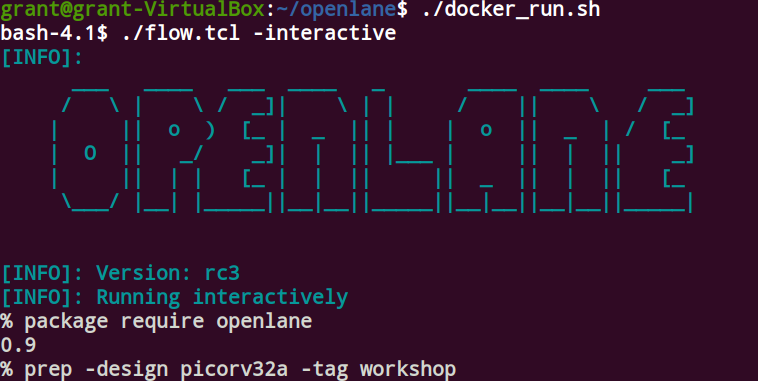 grant@grant-VirtualBox:~/openlane$ ./docker_run.sh
bash-4.1$ ./flow.tcl -interactive
[INFO]:
OPENLANE
[INFO]: Version: rc3
[INFO]: Running interactively
% package require openlane
0.9
% prep -design picorv32a -tag workshop